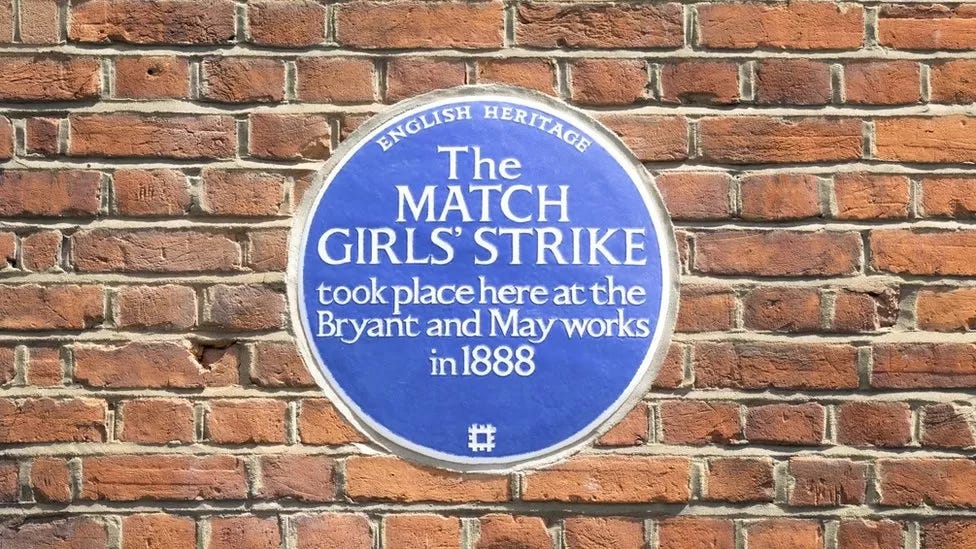 ENGLISH HERITAGE
The
MATCH
GIRLS' STRIKE
took place here at the
Bryant and May works
in 1888